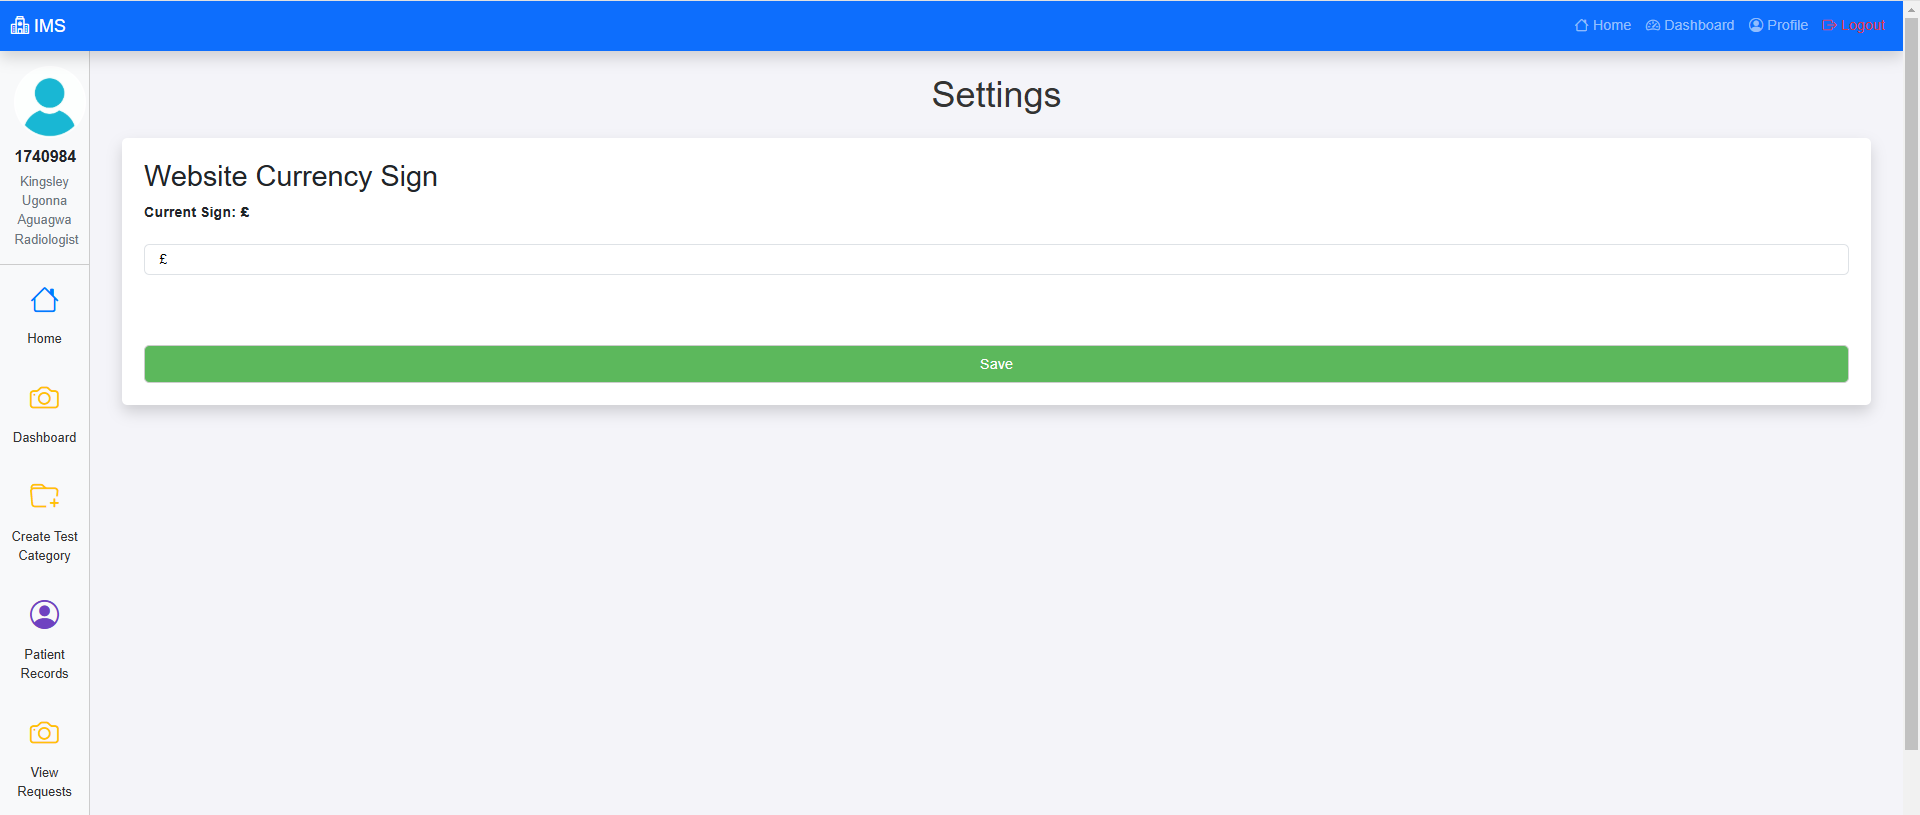 IMS
Home
Dashboard
Profile
Logout
1740984
Kingsley
Ugonna
Aguagwa
Radiologist
Home
Dashboard
Create Test
Category
Patient
Records
View
Requests
Settings
Website Currency Sign
Current Sign: £
£
Save